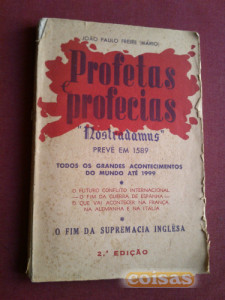 JOÃO PAULO FREIRE (MÁRIO)
Profetas
e
profecias
"Nostradamus"
PREVÊ EM 1589
TODOS OS GRANDES ACONTECIMENTOS
DO MUNDO ATÉ 1999
O FUTURO CONFLITO INTERNACIONAL
—O FIM DA GUERRA DE ESPANHA—
O QUE VAI ACONTECER NA FRANÇA
NA ALEMANHA E NA ITÁLIA
O FIM DA SUPREMACIA INGLESA
2.ª EDIÇÃO
coisas